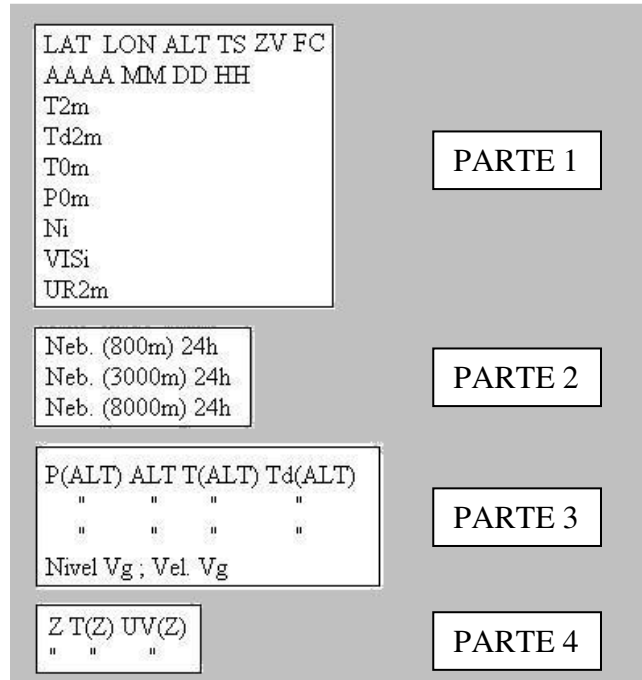 LAT LON ALT TS ZV FC
AAAA MM DD HH
T2m
Td2m
T0m
P0m
Ni
VISi
UR2m
PARTE 1
Neb. (800m) 24h
Neb. (3000m) 24h
Neb. (8000m) 24h
PARTE 2
P(ALT) ALT T(ALT) Td(ALT)
" " " "
" " " "
Nivel Vg ; Vel. Vg
PARTE 3
Z T(Z) UV(Z)
" " "
PARTE 4